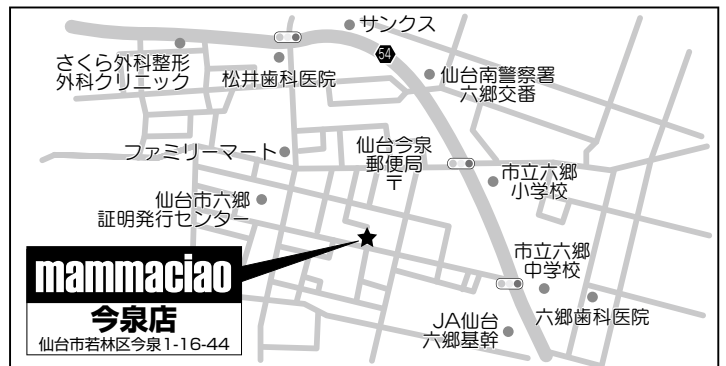 サンクス
54
さくら外科整形
外科クリニック
松井歯科医院
仙台南警察署
六郷交番
ファミリーマート
仙台今泉
郵便局
〒
市立六郷
小学校
仙台市六郷
証明発行センター
市立六郷
中学校
mammaciao
今泉店
仙台市若林区今泉1-16-44
JA仙台
六郷基幹
六郷歯科医院